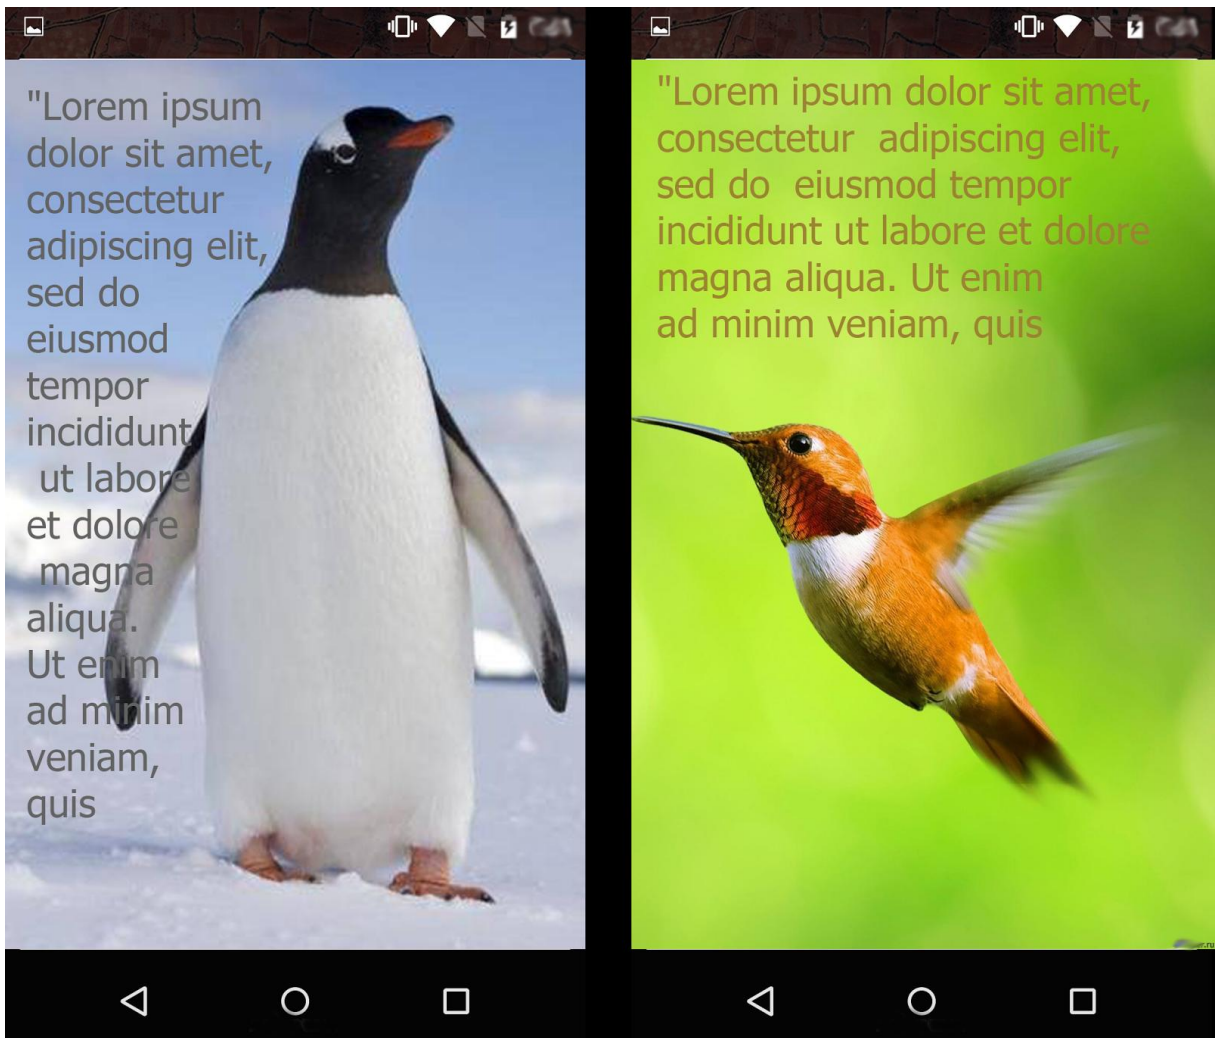 "Lorem ipsum
dolor sit amet,
consectetur
adipiscing elit,
sed do
eiusmod
tempor
incididunt
ut labore
et dolore
magna
aliqua.
Ut enim
ad minim
veniam,
quis
"Lorem ipsum dolor sit amet,
consectetur  adipiscing elit,
sed do  eiusmod tempor
incididunt ut labore et dolore
magna aliqua. Ut enim
ad minim veniam, quis